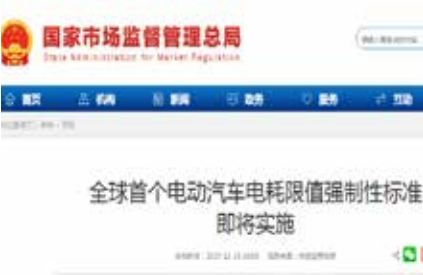 国家市场监督管理总局
State Administration for Market Regulation
首页 机构 新闻 政务 服务 互动
全球首个电动汽车电耗限值强制性标准
即将实施